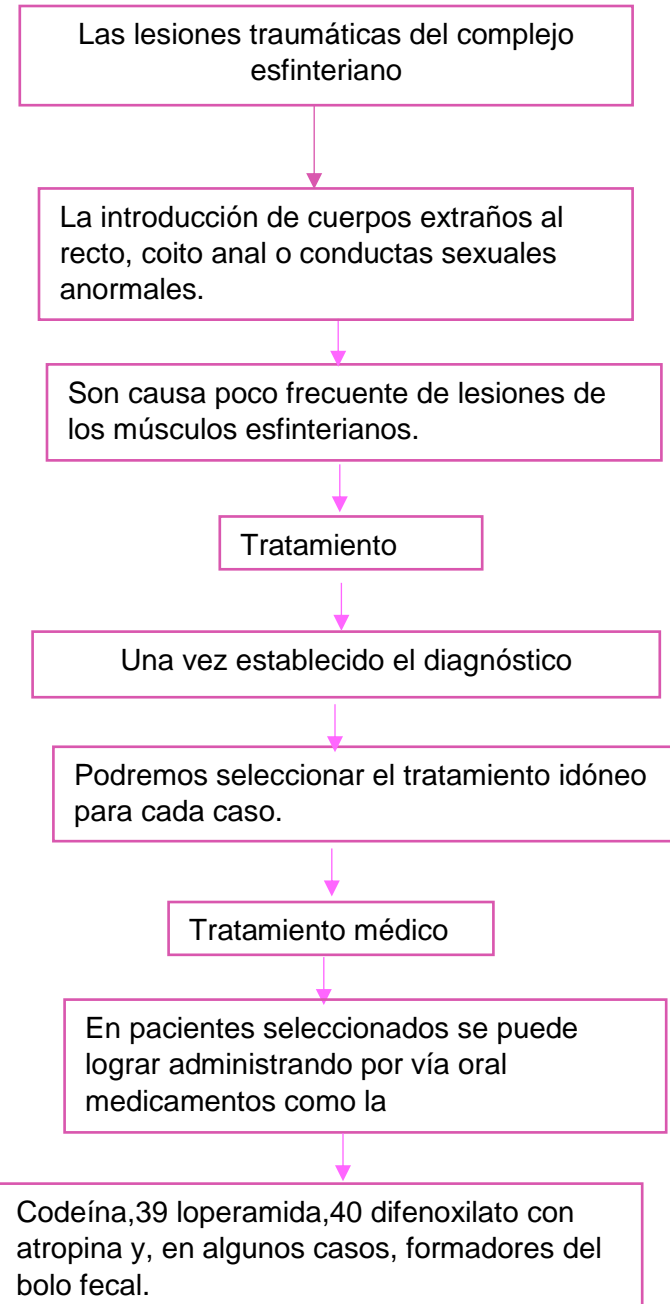 Las lesiones traumáticas del complejo
esfinteriano
La introducción de cuerpos extraños al
recto, coito anal o conductas sexuales
anormales.
Son causa poco frecuente de lesiones de
los músculos esfinterianos.
Tratamiento
Una vez establecido el diagnóstico
Podremos seleccionar el tratamiento idóneo
para cada caso.
Tratamiento médico
En pacientes seleccionados se puede
lograr administrando por vía oral
medicamentos como la
Codeína,39 loperamida,40 difenoxilato con
atropina y, en algunos casos, formadores del
bolo fecal.